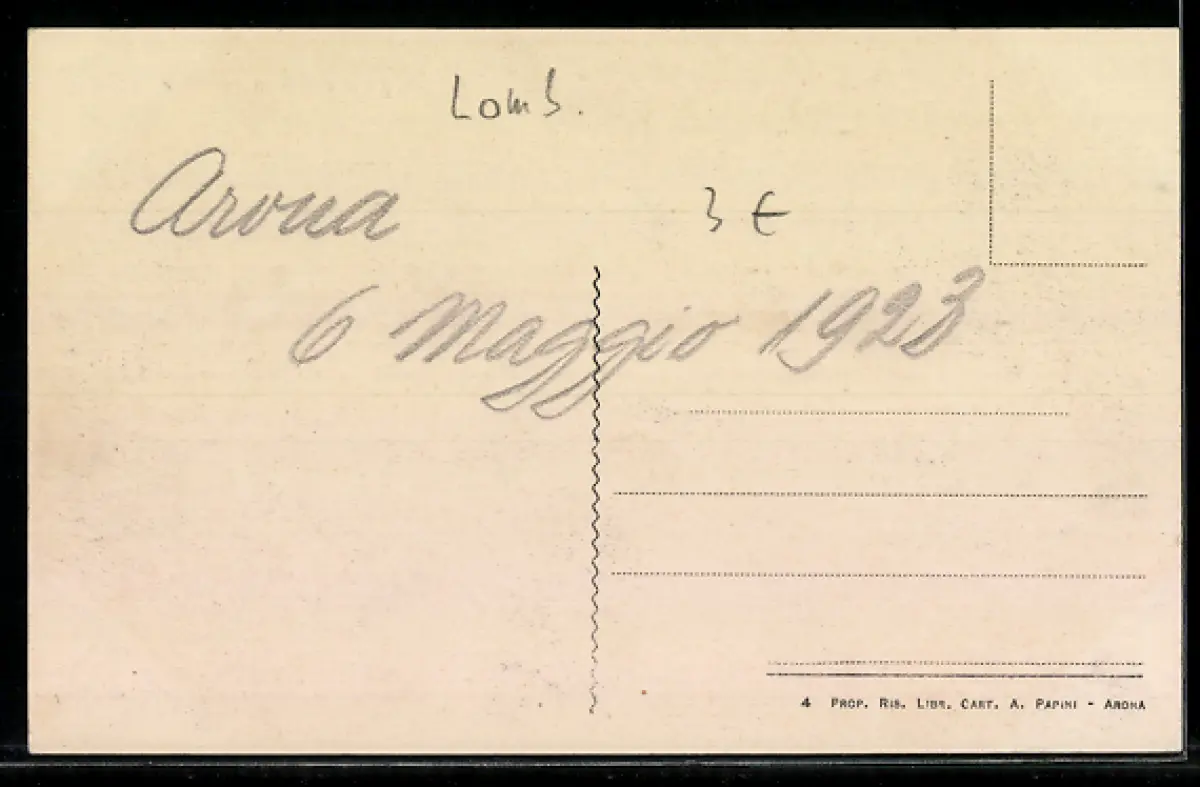 Lomb.
Arona
3 €
6 Maggio 1923
4 PROP. RIS. LIBR. CART. A. PAPINI - ARONA